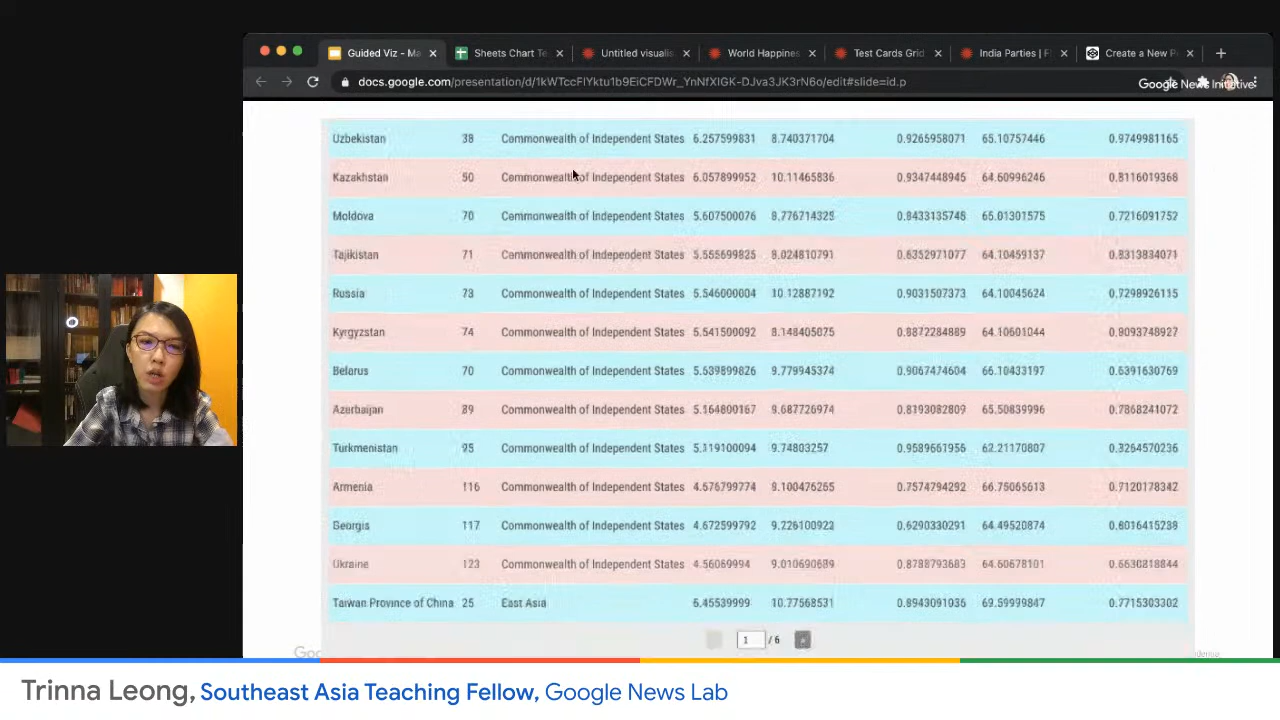 Guided Viz - Ma
Sheets Chart Te
Untitled visualis
World Happines
Test Cards Grid
India Parties | F
Create a New P
docs.google.com/presentation/d/1kWTccFIYktu1b9EiCFDWr_YnNfXIGK-DJva3JK3rN6o/edit#slide=id.p
Google News Initiative
Uzbekistan 38 Commonwealth of Independent States 6.257599831 8.740371704 0.9265958071 65.10757446 0.9749981165
Kazakhstan 50 Commonwealth of Independent States 6.057899952 10.11465836 0.9347448945 64.60996246 0.8116019368
Moldova 70 Commonwealth of Independent States 5.607500076 8.776714325 0.8433135748 65.01301575 0.7216091752
Tajikistan 71 Commonwealth of Independent States 5.555699825 8.024810791 0.6352971077 64.10459137 0.8313834071
Russia 73 Commonwealth of Independent States 5.546000004 10.12887192 0.9031507373 64.10045624 0.7298926115
Kyrgyzstan 74 Commonwealth of Independent States 5.541500092 8.148405075 0.8872284889 64.10601044 0.9093748927
Belarus Commonwealth of Independent States 5.539899826 9.779945374 0.9067474604 66.10433197 0.6391630769
Azerbaijan 89 Commonwealth of Independent States 5.164800167 9.687726974 0.8193082809 65.50839996 0.7868241072
Turkmenistan 95 Commonwealth of Independent States 5.119100094 9.74803257 0.9589661956 62.21170807 0.3264570236
Armenia 116 Commonwealth of Independent States 4.676799774 9.100476265 0.7574794292 66.75065613 0.7120178342
Georgia 117 Commonwealth of Independent States 4.672599792 9.226100922 0.6290330291 64.49520874 0.8016415238
Ukraine 123 Commonwealth of Independent States 4.56069994 9.010690689 0.8788793683 64.60678101 0.6630818844
Taiwan Province of China 25 East Asia 6.45539999 10.77568531 0.8943091036 69.59999847 0.7715303302
1 / 6
Goo
Trinna Leong, Southeast Asia Teaching Fellow, Google News Lab